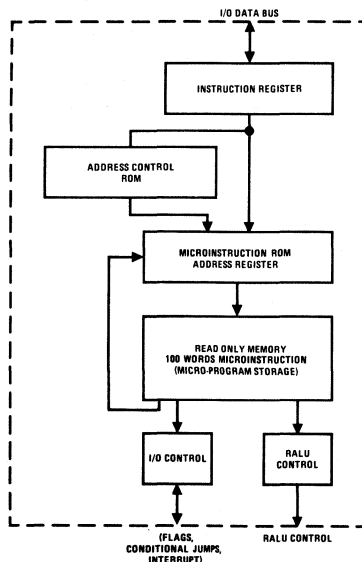 I/O DATA BUS
INSTRUCTION REGISTER
ADDRESS CONTROL
ROM
MICROINSTRUCTION ROM
ADDRESS REGISTER
READ ONLY MEMORY
100 WORDS MICROINSTRUCTION
(MICRO-PROGRAM STORAGE)
I/O CONTROL
RALU
CONTROL
(FLAGS,
CONDITIONAL JUMPS,
INTERRUPT)
RALU CONTROL